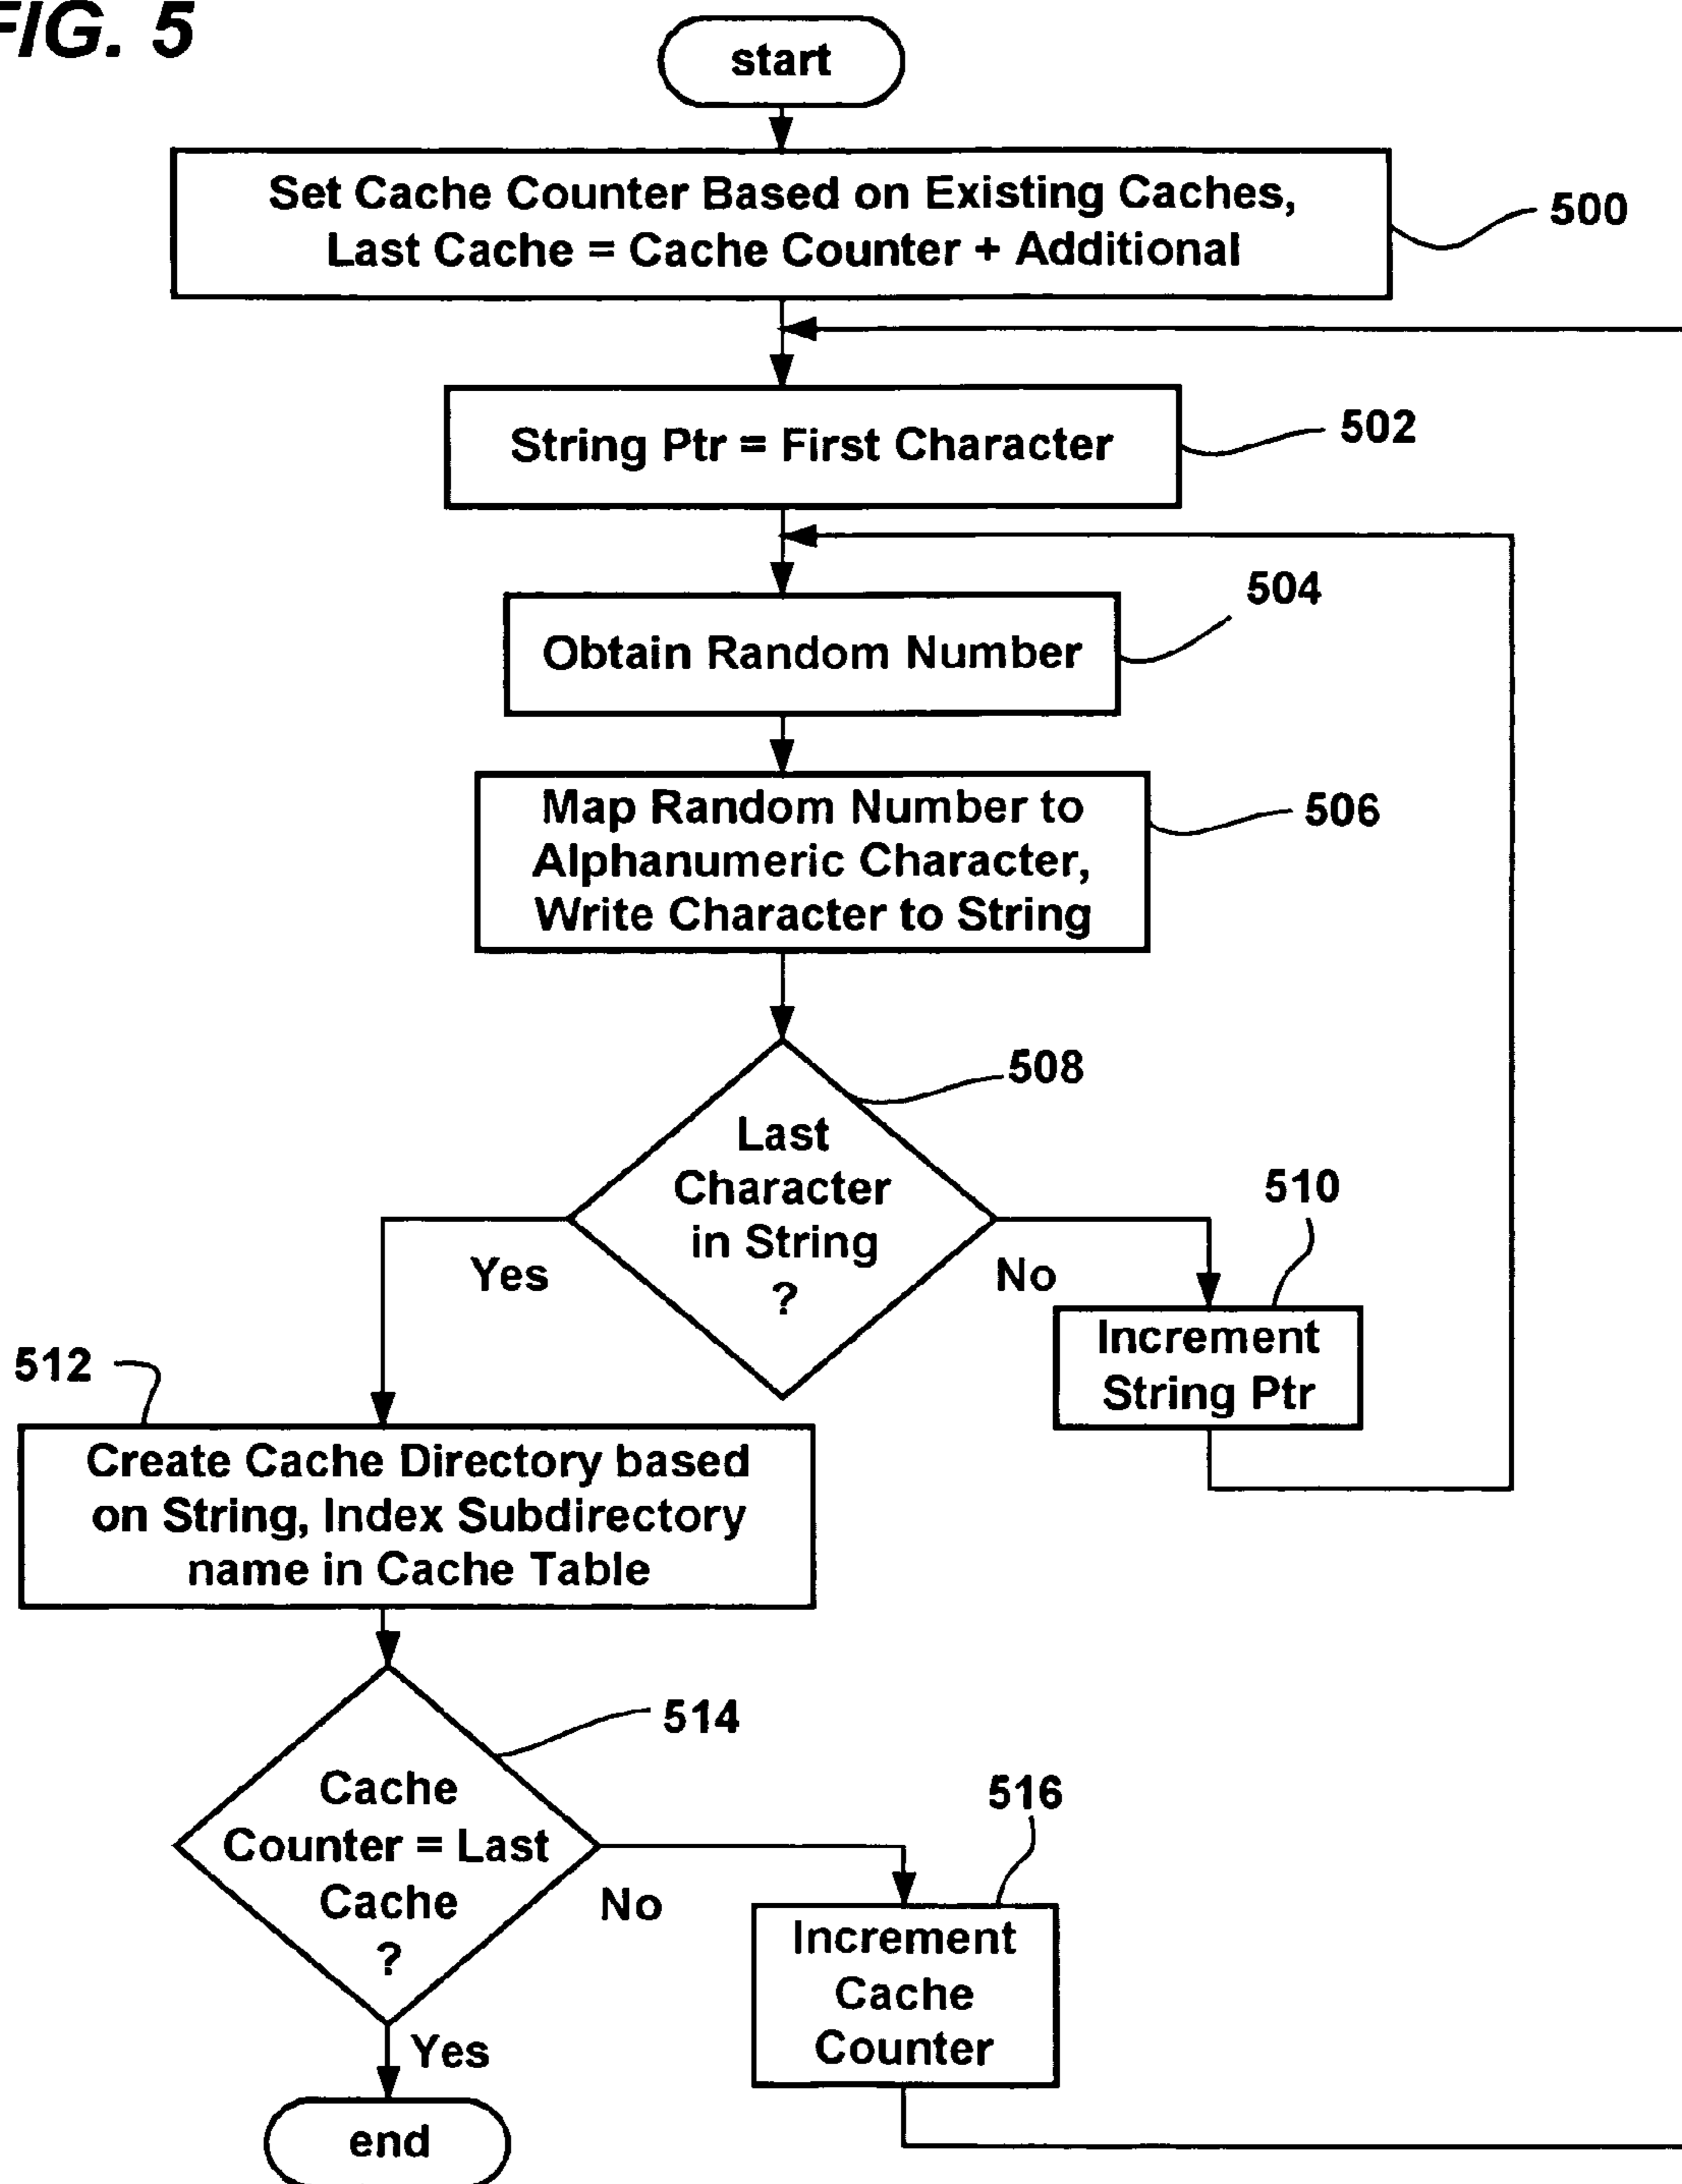 FIG. 5
start
Set Cache Counter Based on Existing Caches,
Last Cache = Cache Counter + Additional
500
String Ptr = First Character
502
504
Obtain Random Number
Map Random Number to
Alphanumeric Character,
Write Character to String
506
508
Last
Character
in String
?
Yes
No
510
Increment
String Ptr
512
Create Cache Directory based
on String, Index Subdirectory
name in Cache Table
514
Cache
Counter = Last
Cache
?
No
516
Increment
Cache
Counter
Yes
end